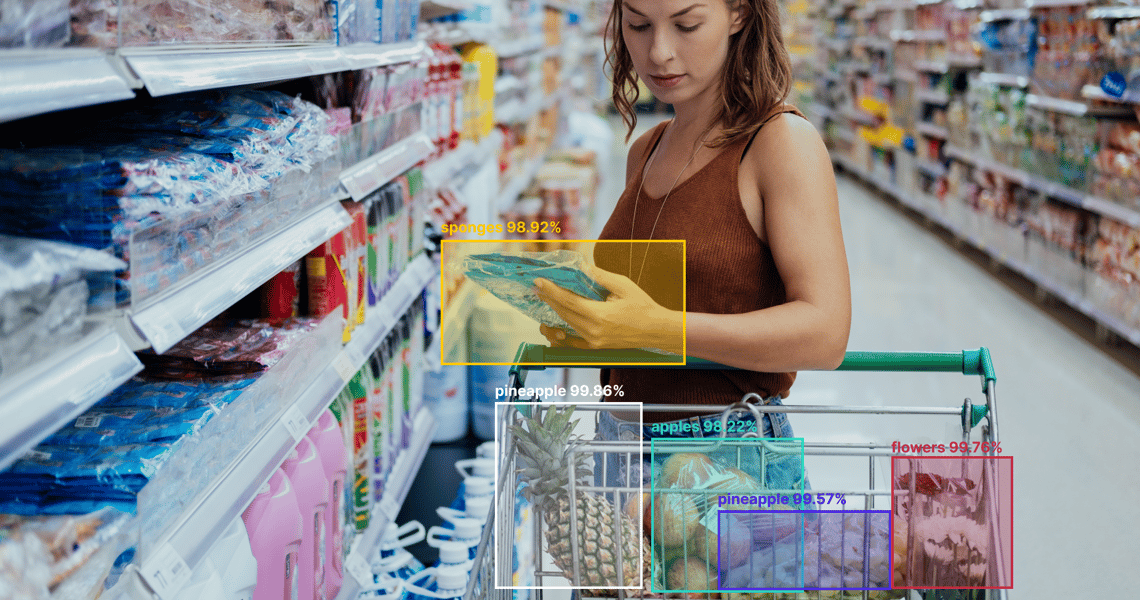 sponges 98.92%
pineapple 99.86%
apples 98.22%
flowers 99.76%
pineapple 99.57%